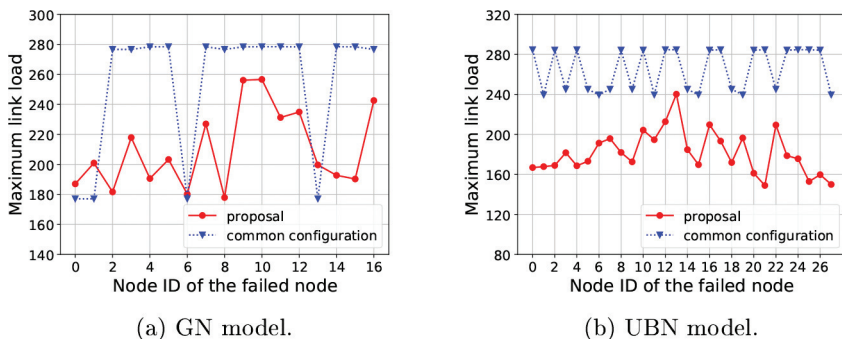 280
260
240
220
200
180
160
140
Maximum link load
proposal
common configuration
0 2 4 6 8 10 12 14 16
Node ID of the failed node
(a) GN model.
320
280
240
200
160
120
80
Maximum link load
proposal
common configuration
0 2 4 6 8 10 12 14 16 18 20 22 24 26
Node ID of the failed node
(b) UBN model.
300